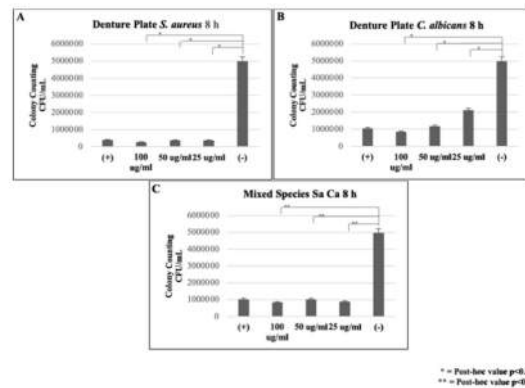 A
Denture Plate S. aureus 8 h
Colony Counting
CFU/mL
6000000
5000000
4000000
3000000
2000000
1000000
0
(+)
100
ug/ml
50 ug/ml
25 ug/ml
(-)
*
*
*
B
Denture Plate C. albicans 8 h
Colony Counting
CFU/mL
6000000
5000000
4000000
3000000
2000000
1000000
0
(+)
100
ug/ml
50 ug/ml
25 ug/ml
(-)
*
*
*
C
Mixed Species Sa Ca 8 h
Colony Counting
CFU/mL
6000000
5000000
4000000
3000000
2000000
1000000
0
(+)
100
ug/ml
50 ug/ml
25 ug/ml
(-)
**
**
**
* = Post-hoc value p<0.
** = Post-hoc value p<0